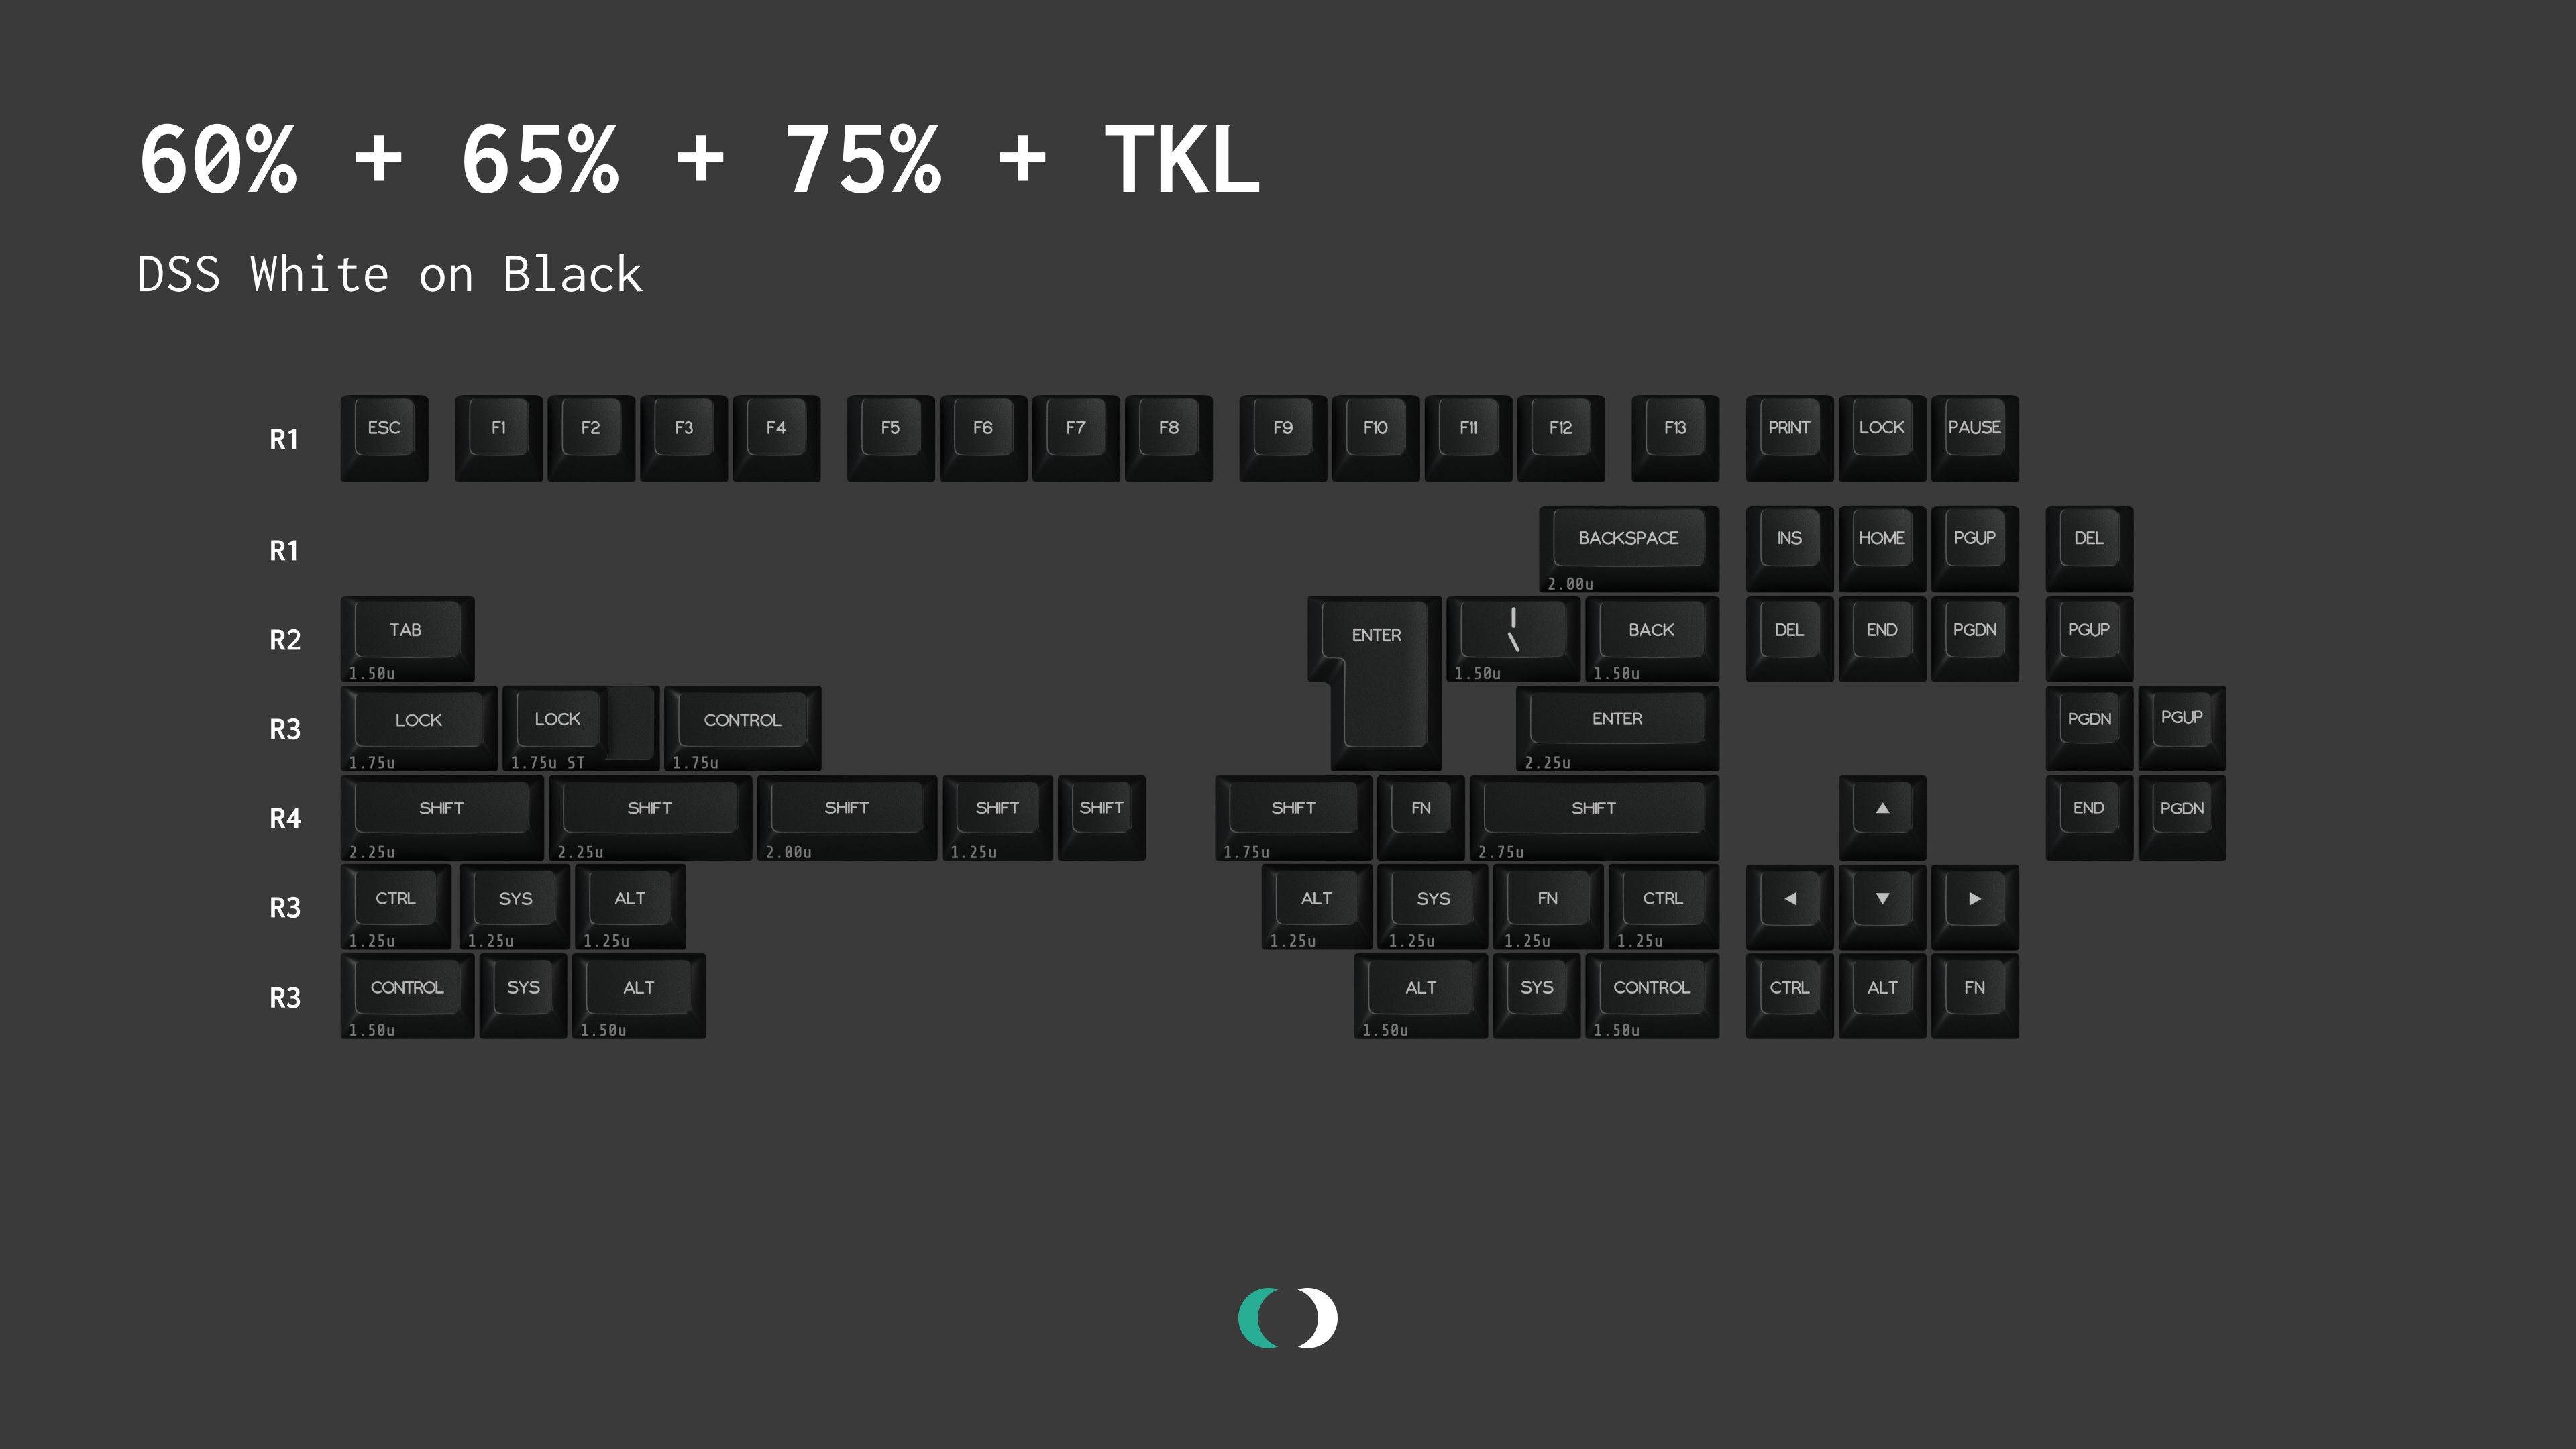 60% + 65% + 75% + TKL
DSS White on Black
R1 ESC F1 F2 F3 F4 F5 F6 F7 F8 F9 F10 F11 F12 F13 PRINT LOCK PAUSE
R1 BACKSPACE INS HOME PGUP DEL
2.00u
R2 TAB ENTER | \ BACK DEL END PGDN PGUP
1.50u 1.50u 1.50u
R3 LOCK LOCK CONTROL ENTER PGDN PGUP
1.75u 1.75u ST 1.75u 2.25u
R4 SHIFT SHIFT SHIFT SHIFT SHIFT SHIFT FN SHIFT ▲ END PGDN
2.25u 2.25u 2.00u 1.25u 1.75u 2.75u
R3 CTRL SYS ALT ALT SYS FN CTRL ◀ ▼ ▶
1.25u 1.25u 1.25u 1.25u 1.25u 1.25u 1.25u
R3 CONTROL SYS ALT ALT SYS CONTROL CTRL ALT FN
1.50u 1.50u 1.50u 1.50u